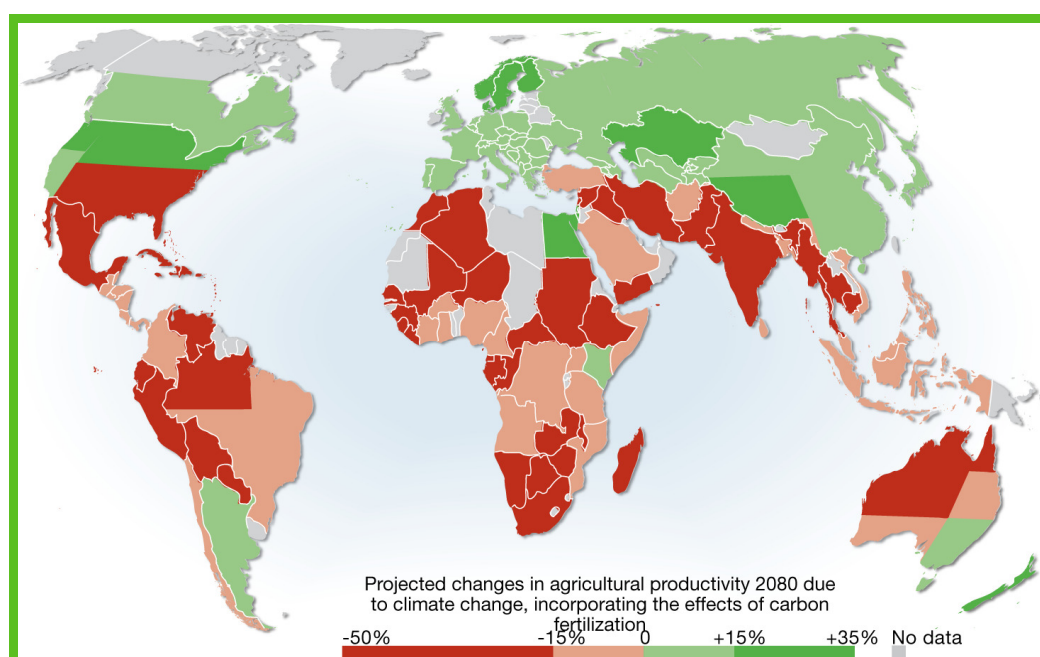 Projected changes in agricultural productivity 2080 due
to climate change, incorporating the effects of carbon
fertilization
-50% -15% 0 +15% +35% No data